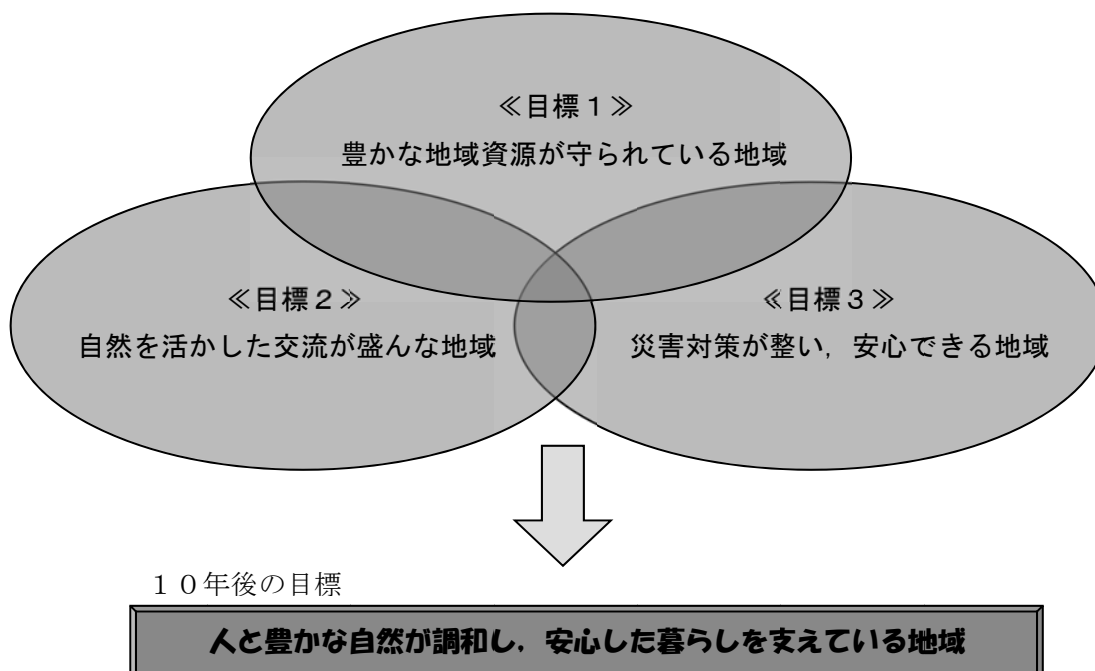 ≪目標１≫
豊かな地域資源が守られている地域
≪目標２≫
自然を活かした交流が盛んな地域
≪目標３≫
災害対策が整い，安心できる地域
１０年後の目標
人と豊かな自然が調和し，安心した暮らしを支えている地域